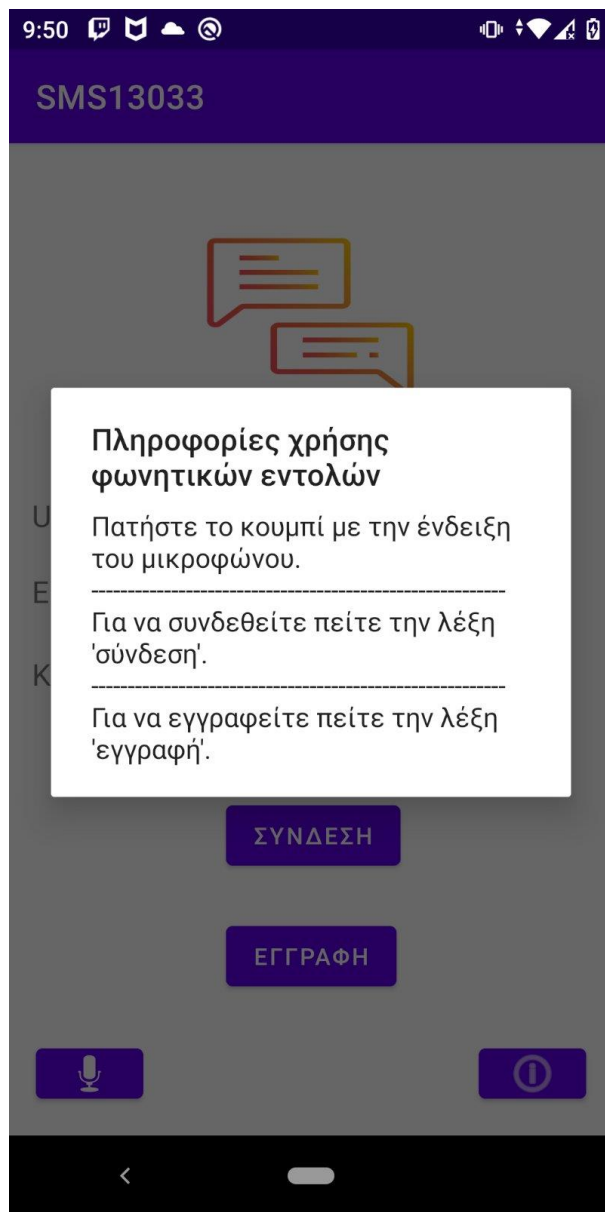 9:50
SMS13033
Πληροφορίες χρήσης
φωνητικών εντολών
U
Πατήστε το κουμπί με την ένδειξη
του μικροφώνου.
-----------------------------------------------------------
E
Για να συνδεθείτε πείτε την λέξη
'σύνδεση'.
K
-----------------------------------------------------------
Για να εγγραφείτε πείτε την λέξη
'εγγραφή'.
ΣΥΝΔΕΣΗ
ΕΓΓΡΑΦΗ